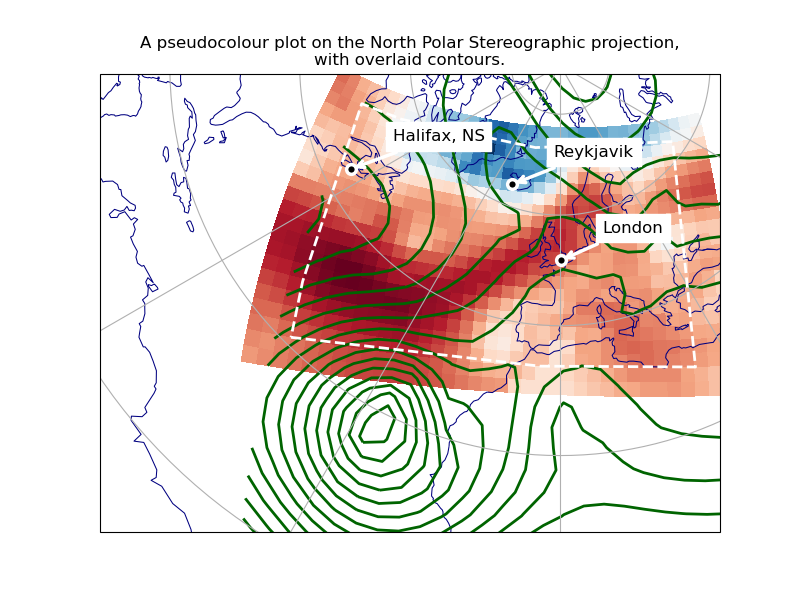 A pseudocolour plot on the North Polar Stereographic projection,
with overlaid contours.
Halifax, NS
Reykjavik
London